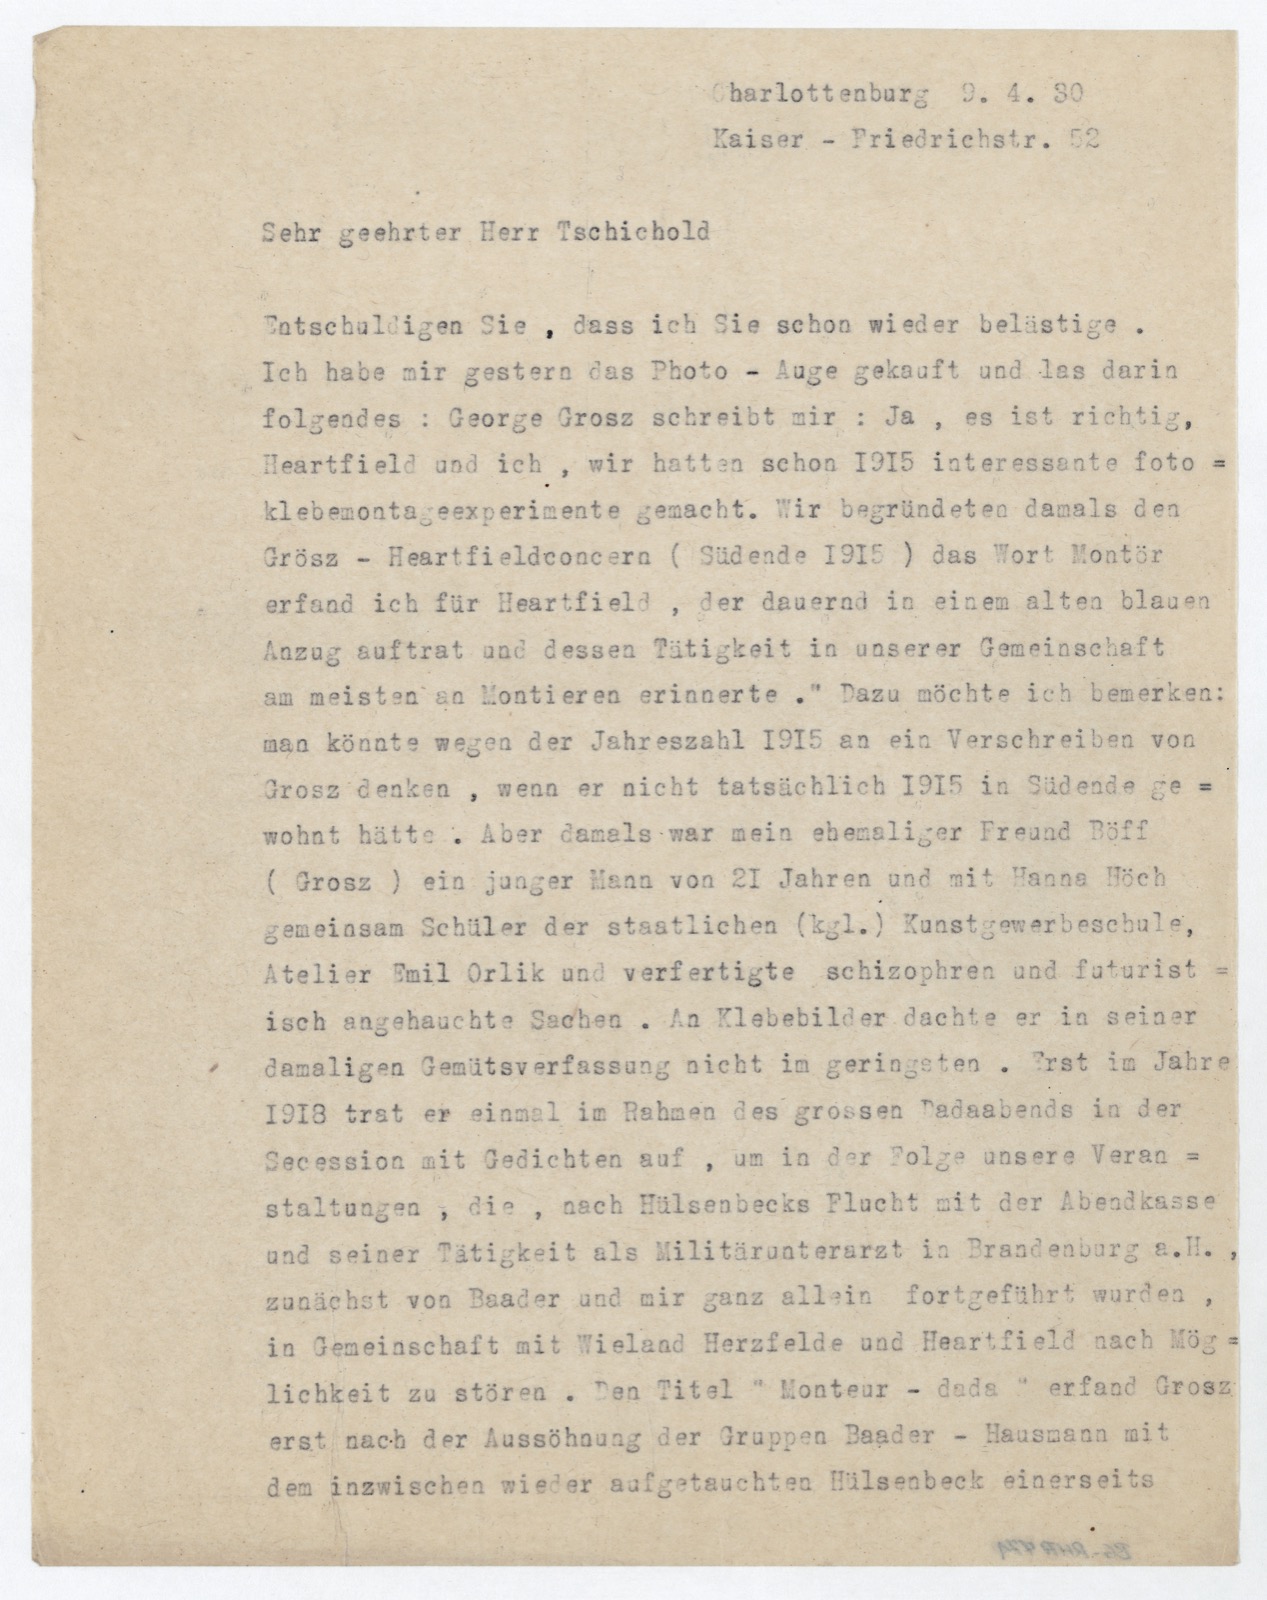 Charlottenburg 9. 4. 30
Kaiser - Friedrichstr. 52
Sehr geehrter Herr Tschichold
Entschuldigen Sie , dass ich Sie schon wieder belästige .
Ich habe mir gestern das Photo - Auge gekauft und las darin
folgendes : George Grosz schreibt mir : Ja , es ist richtig,
Heartfield und ich , wir hatten schon 1915 interessante foto =
klebemontageexperimente gemacht. Wir begründeten damals den
Grösz - Heartfieldconcern ( Südende 1915 ) das Wort Montör
erfand ich für Heartfield , der dauernd in einem alten blauen
Anzug auftrat und dessen Tätigkeit in unserer Gemeinschaft
am meisten an Montieren erinnerte ." Dazu möchte ich bemerken:
man könnte wegen der Jahreszahl 1915 an ein Verschreiben von
Grosz denken , wenn er nicht tatsächlich 1915 in Südende ge =
wohnt hätte . Aber damals war mein ehemaliger Freund Böff
( Grosz ) ein junger Mann von 21 Jahren und mit Hanna Höch
gemeinsam Schüler der staatlichen (kgl.) Kunstgewerbeschule,
Atelier Emil Orlik und verfertigte schizophren und futurist =
isch angehauchte Sachen . An Klebebilder dachte er in seiner
damaligen Gemütsverfassung nicht im geringsten . Erst im Jahre
1918 trat er einmal im Rahmen des grossen Dadaabends in der
Secession mit Gedichten auf , um in der Folge unsere Veran =
staltungen , die , nach Hülsenbecks Flucht mit der Abendkasse
und seiner Tätigkeit als Militärunterarzt in Brandenburg a.H. ,
zunächst von Baader und mir ganz allein fortgeführt wurden ,
in Gemeinschaft mit Wieland Herzfelde und Heartfield nach Mög =
lichkeit zu stören . Den Titel " Monteur - dada " erfand Grosz
erst nach der Aussöhnung der Gruppen Baader - Hausmann mit
dem inzwischen wieder aufgetauchten Hülsenbeck einerseits